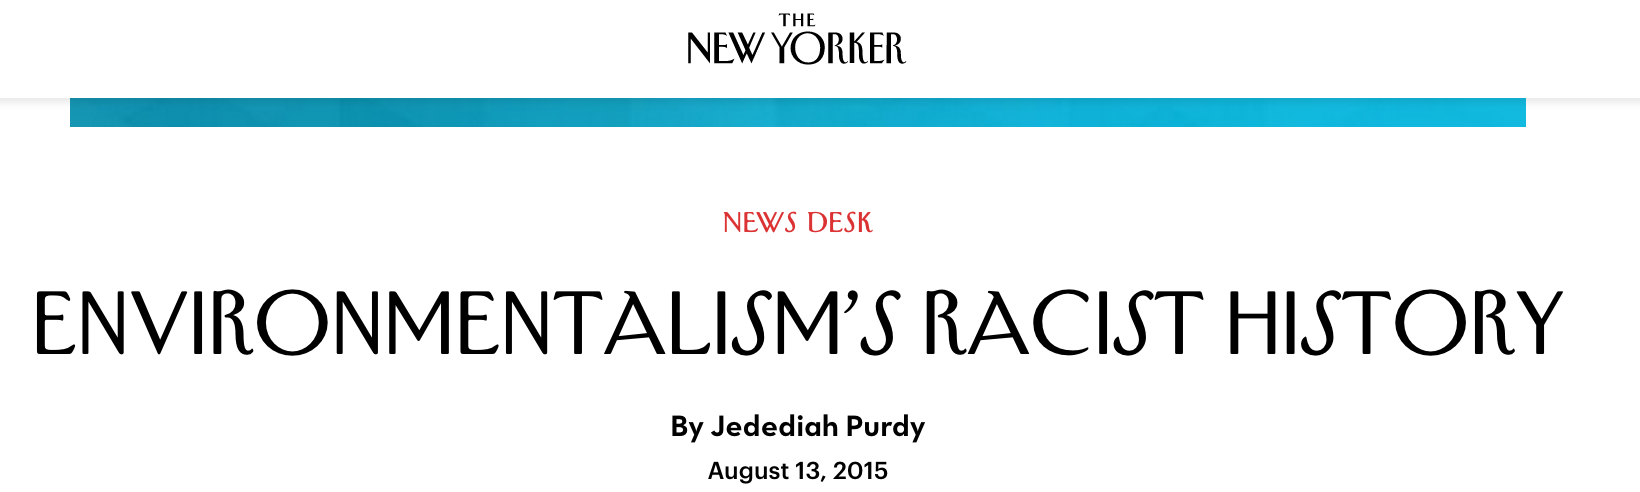 THE
NEW YORKER
NEWS DESK
ENVIRONMENTALISM'S RACIST HISTORY
By Jedediah Purdy
August 13, 2015